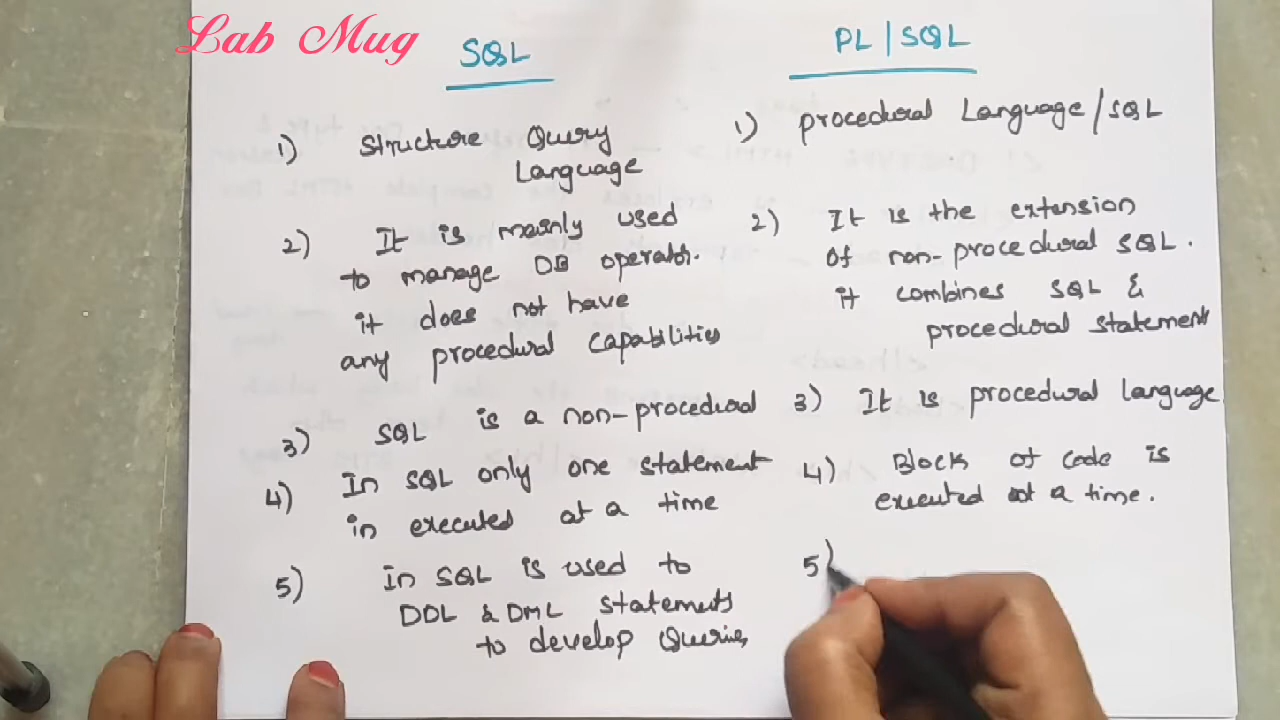 Lab Mug
SQL
1) Structure Query
Language
2) It is mainly used
to manage DB operator.
it does not have
any procedural capabilities
3) SQL is a non-procedural
4) In SQL only one statement
in executed at a time
5) In SQL is used to
DDL & DML statements
to develop Queries
PL/SQL
1) procedural Language/SQL
2) It is the extension
of non-procedural SQL.
it combines SQL &
procedural statements
3) It is procedural language
4) Block of code is
executed at a time.
5)